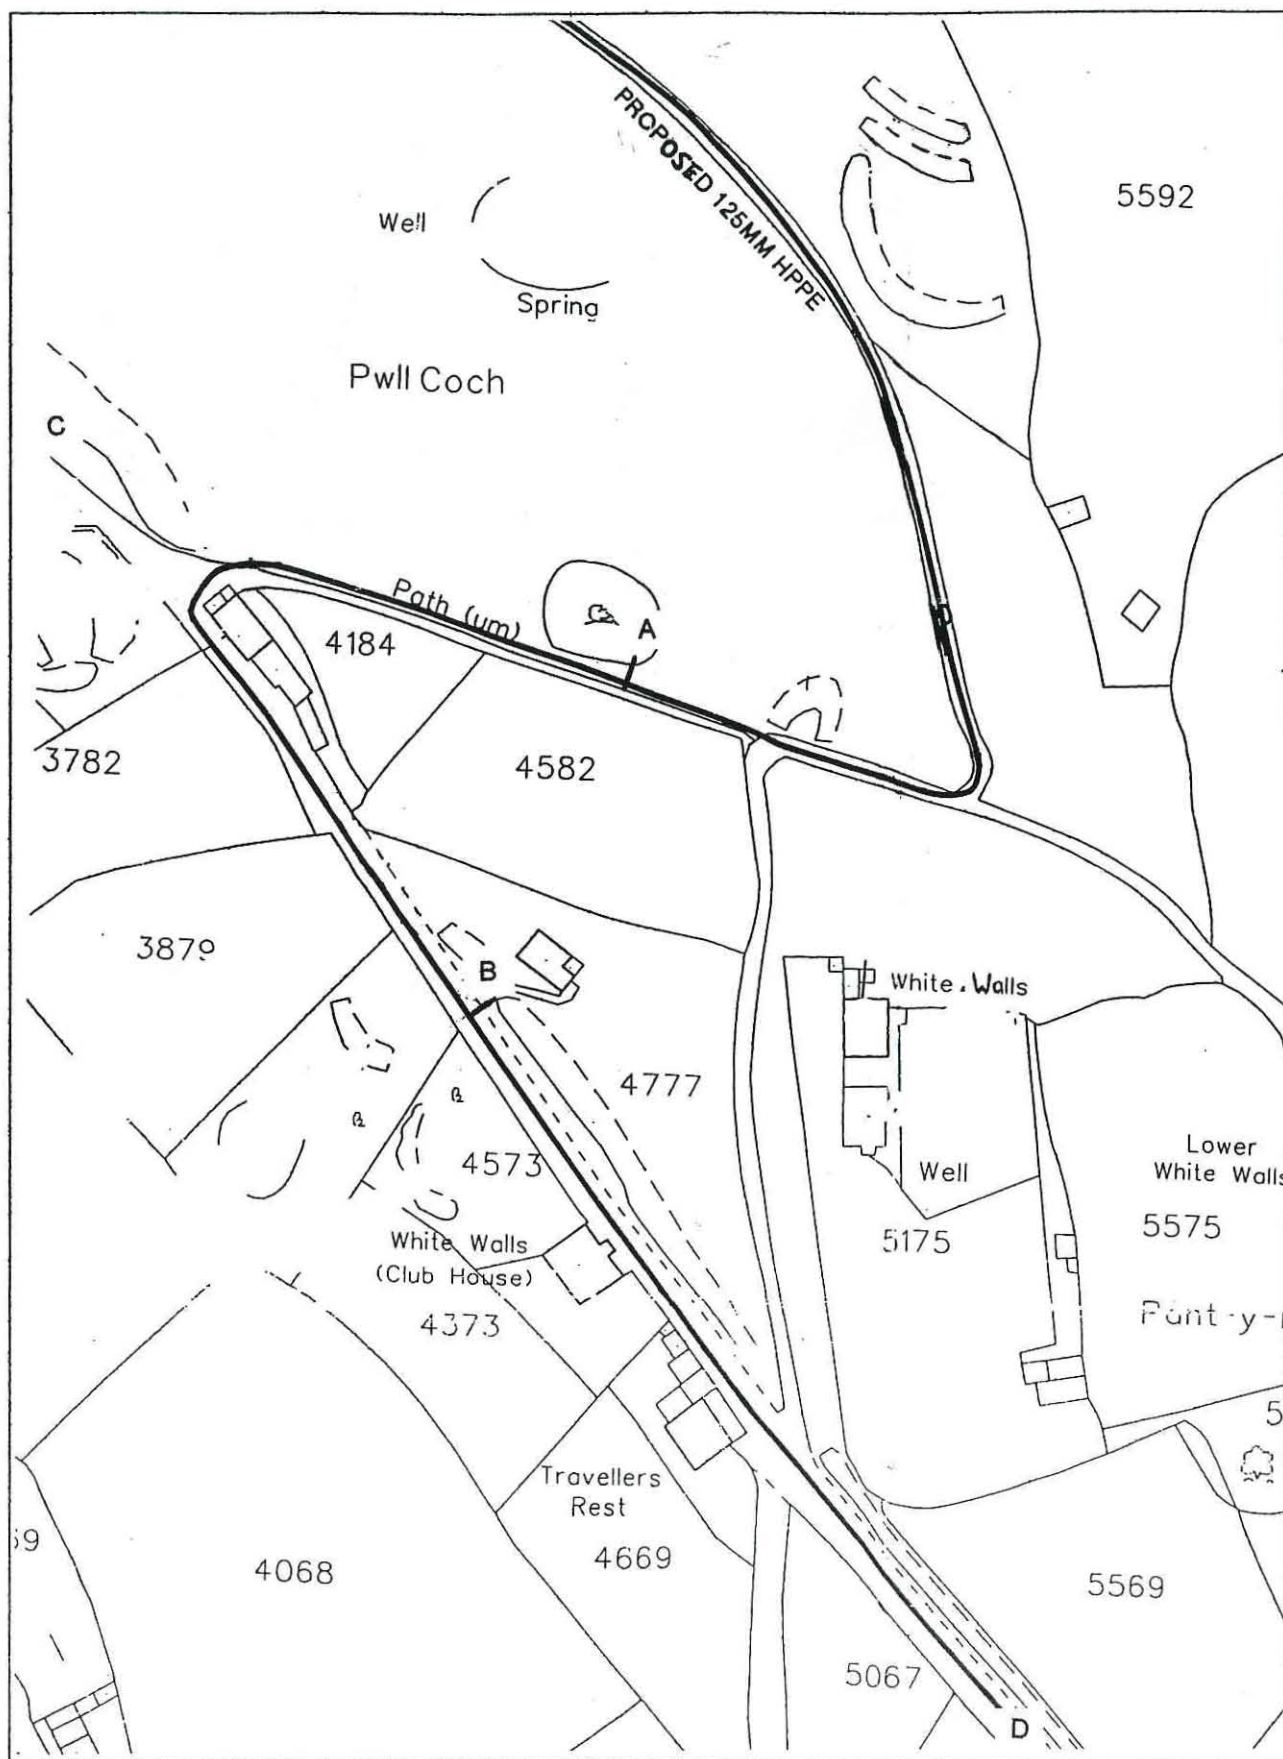 5592
PROPOSED 125MM HPPE
Well
Spring
Pwll Coch
C
Path (um)
A
4184
3782
4582
3879
B
White Walls
4777
4573
Well
Lower
White Walls
5175
5575
White Walls
(Club House)
4373
Travellers
Rest
4669
4068
5569
5067
D